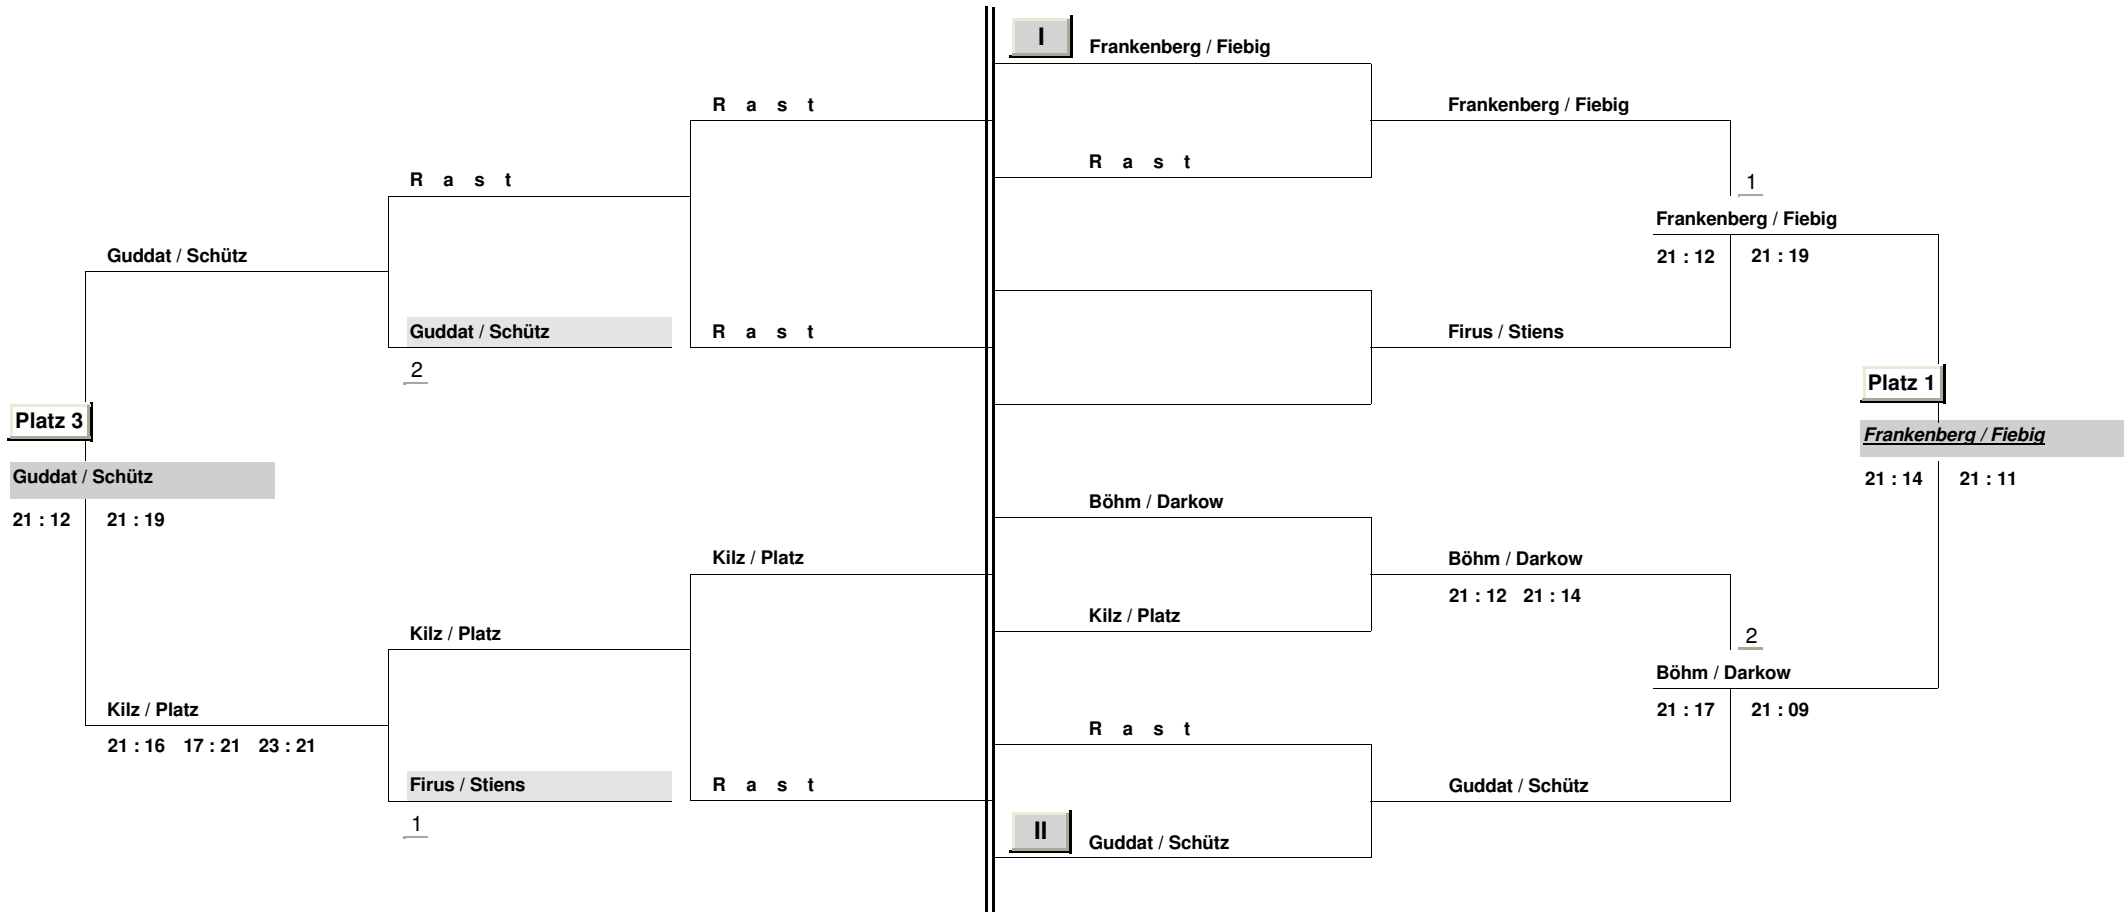 I
Frankenberg / Fiebig
R a s t
Frankenberg / Fiebig
R a s t
R a s t
1
Frankenberg / Fiebig
Guddat / Schütz
21 : 12 21 : 19
Guddat / Schütz
R a s t
Firus / Stiens
2
Platz 1
Platz 3
Frankenberg / Fiebig
Guddat / Schütz
21 : 14 21 : 11
Böhm / Darkow
21 : 12 21 : 19
Kilz / Platz
Böhm / Darkow
21 : 12 21 : 14
Kilz / Platz
Kilz / Platz
2
Böhm / Darkow
Kilz / Platz
21 : 17 21 : 09
R a s t
21 : 16 17 : 21 23 : 21
Firus / Stiens
R a s t
Guddat / Schütz
1
II
Guddat / Schütz